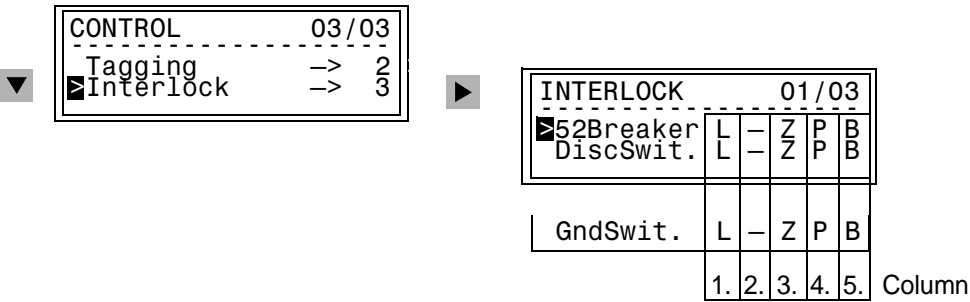 CONTROL 03/03
--------------------
Tagging —> 2
>Interlock —> 3
INTERLOCK 01/03
--------------------
>52Breaker L – Z P B
DiscSwit. L – Z P B
GndSwit. L – Z P B
1. 2. 3. 4. 5. Column